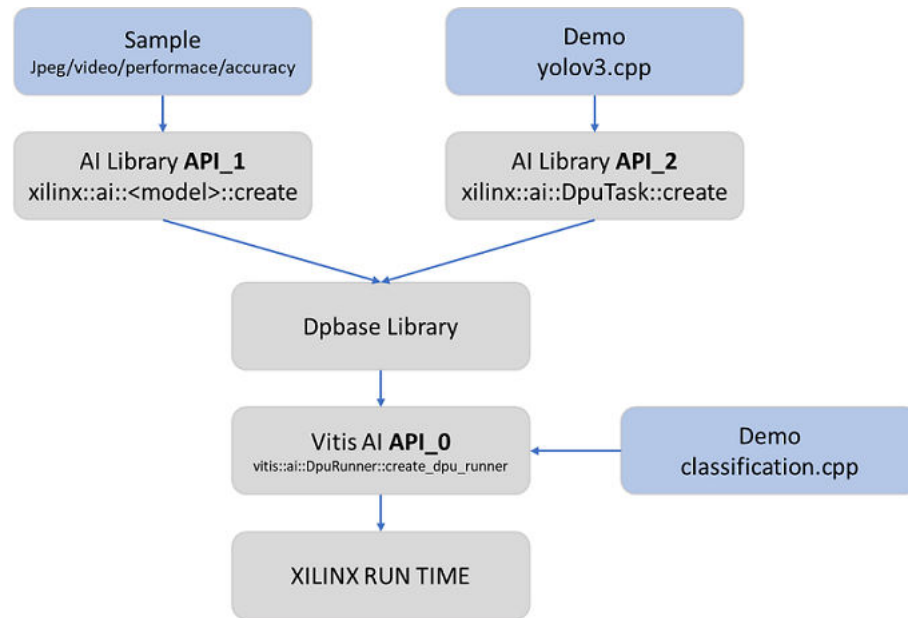 Sample
Jpeg/video/performace/accuracy
Demo
yolov3.cpp
AI Library API_1
xilinx::ai::<model>::create
AI Library API_2
xilinx::ai::DpuTask::create
Dpbase Library
Vitis AI API_0
vitis::ai::DpuRunner::create_dpu_runner
Demo
classification.cpp
XILINX RUN TIME